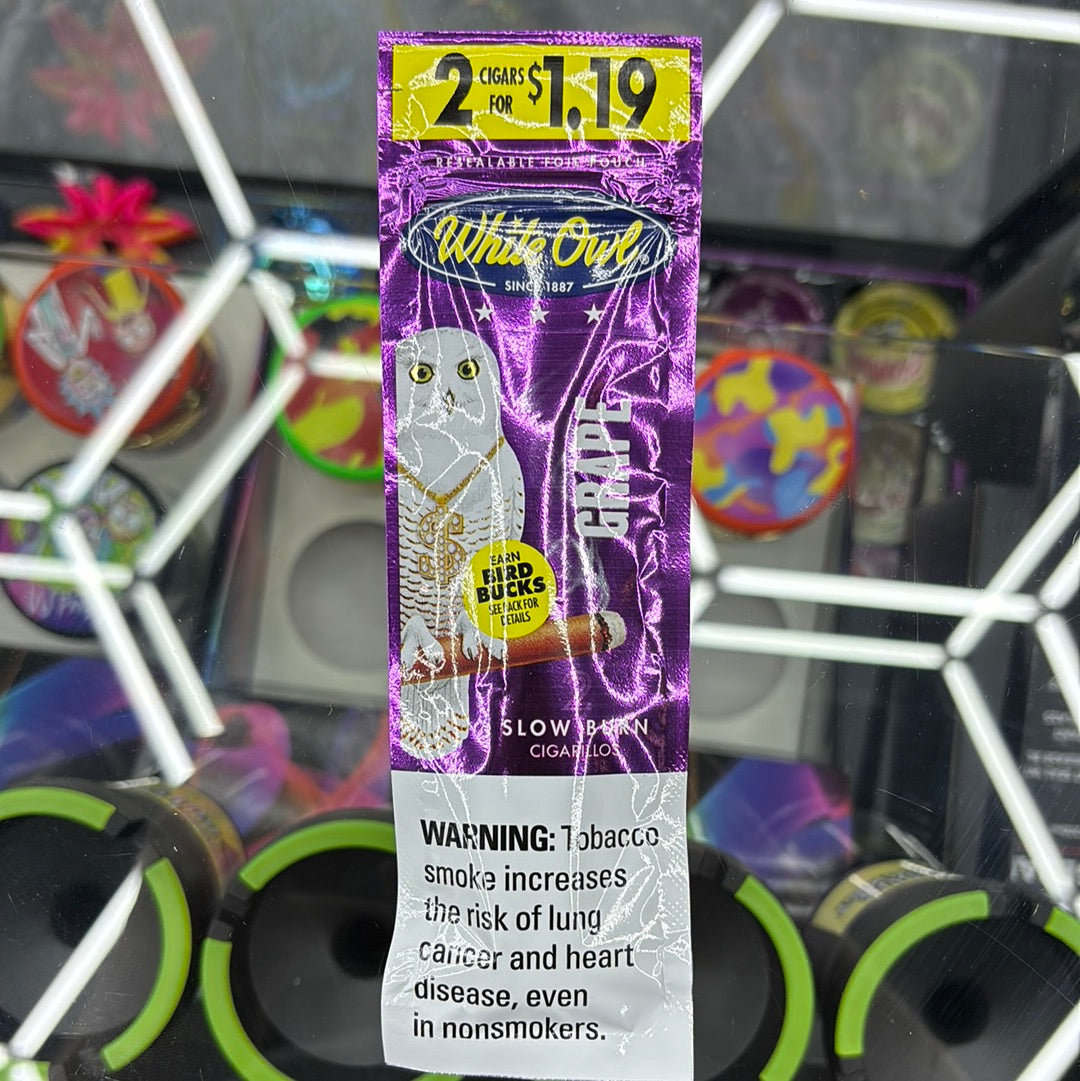 2 CIGARS FOR $1.19
RESEALABLE FOIL POUCH
White Owl
SINCE 1887
GRAPE
EARN
BIRD
BUCKS
SEE BACK FOR
DETAILS
SLOW BURN
CIGARILLOS
WARNING: Tobacco
smoke increases
the risk of lung
cancer and heart
disease, even
in nonsmokers.